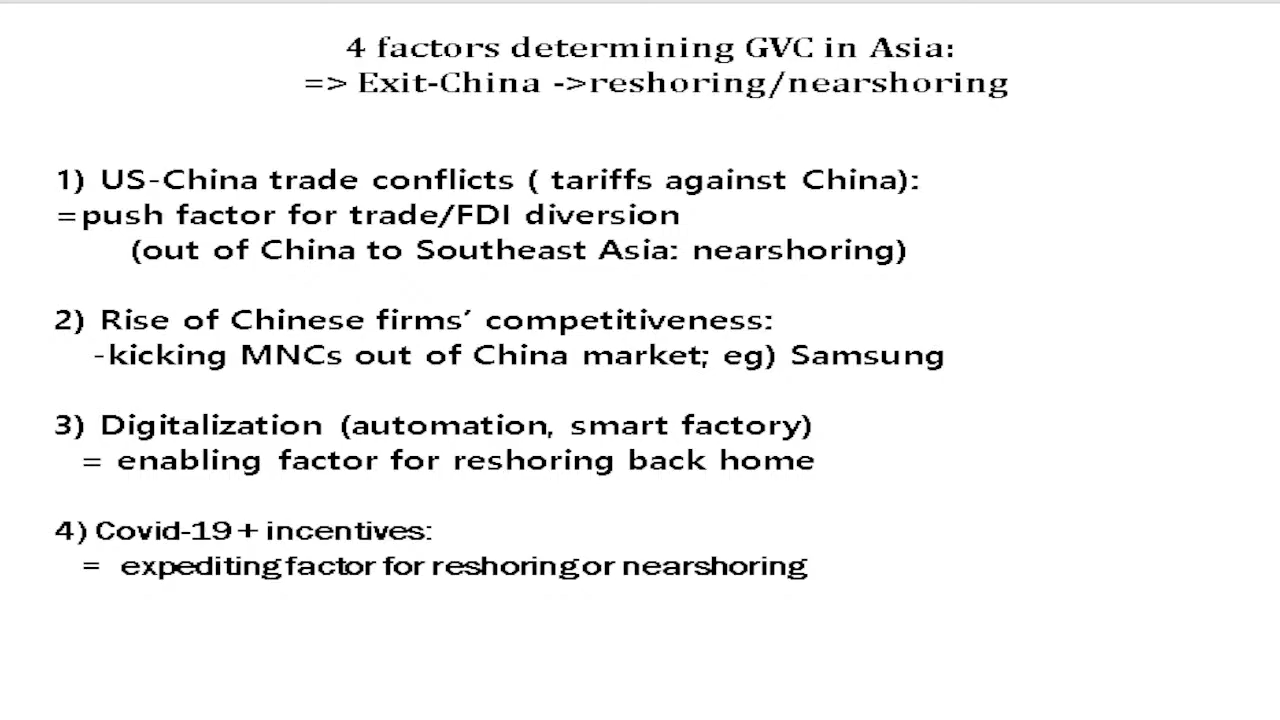 4 factors determining GVC in Asia:
=> Exit-China ->reshoring/nearshoring
1) US-China trade conflicts ( tariffs against China):
=push factor for trade/FDI diversion
(out of China to Southeast Asia: nearshoring)
2) Rise of Chinese firms’ competitiveness:
-kicking MNCs out of China market; eg) Samsung
3) Digitalization (automation, smart factory)
= enabling factor for reshoring back home
4) Covid-19 + incentives:
= expediting factor for reshoring or nearshoring